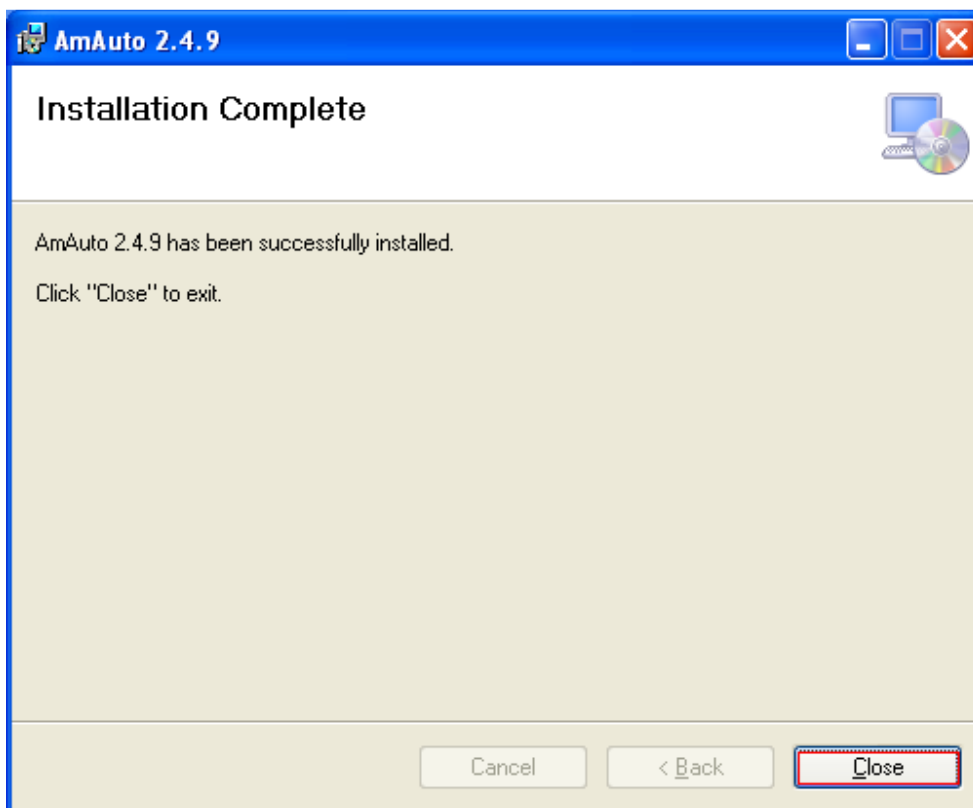 AmAuto 2.4.9
Installation Complete
AmAuto 2.4.9 has been successfully installed.
Click "Close" to exit.
Cancel
< Back
Close